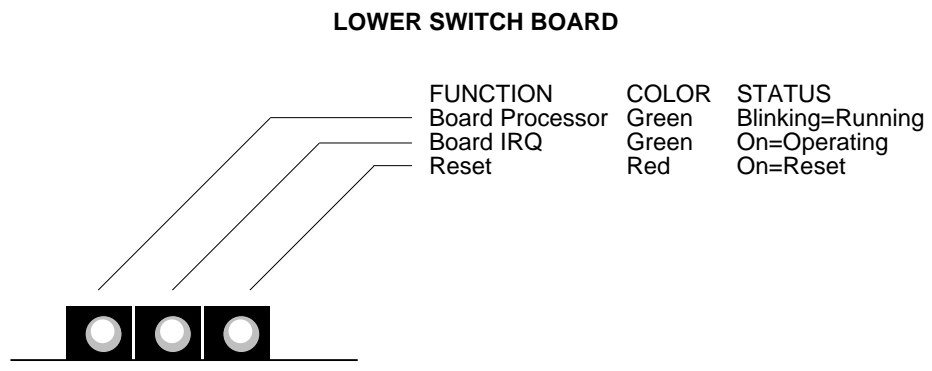 LOWER SWITCH BOARD
FUNCTION COLOR STATUS
Board Processor Green Blinking=Running
Board IRQ Green On=Operating
Reset Red On=Reset